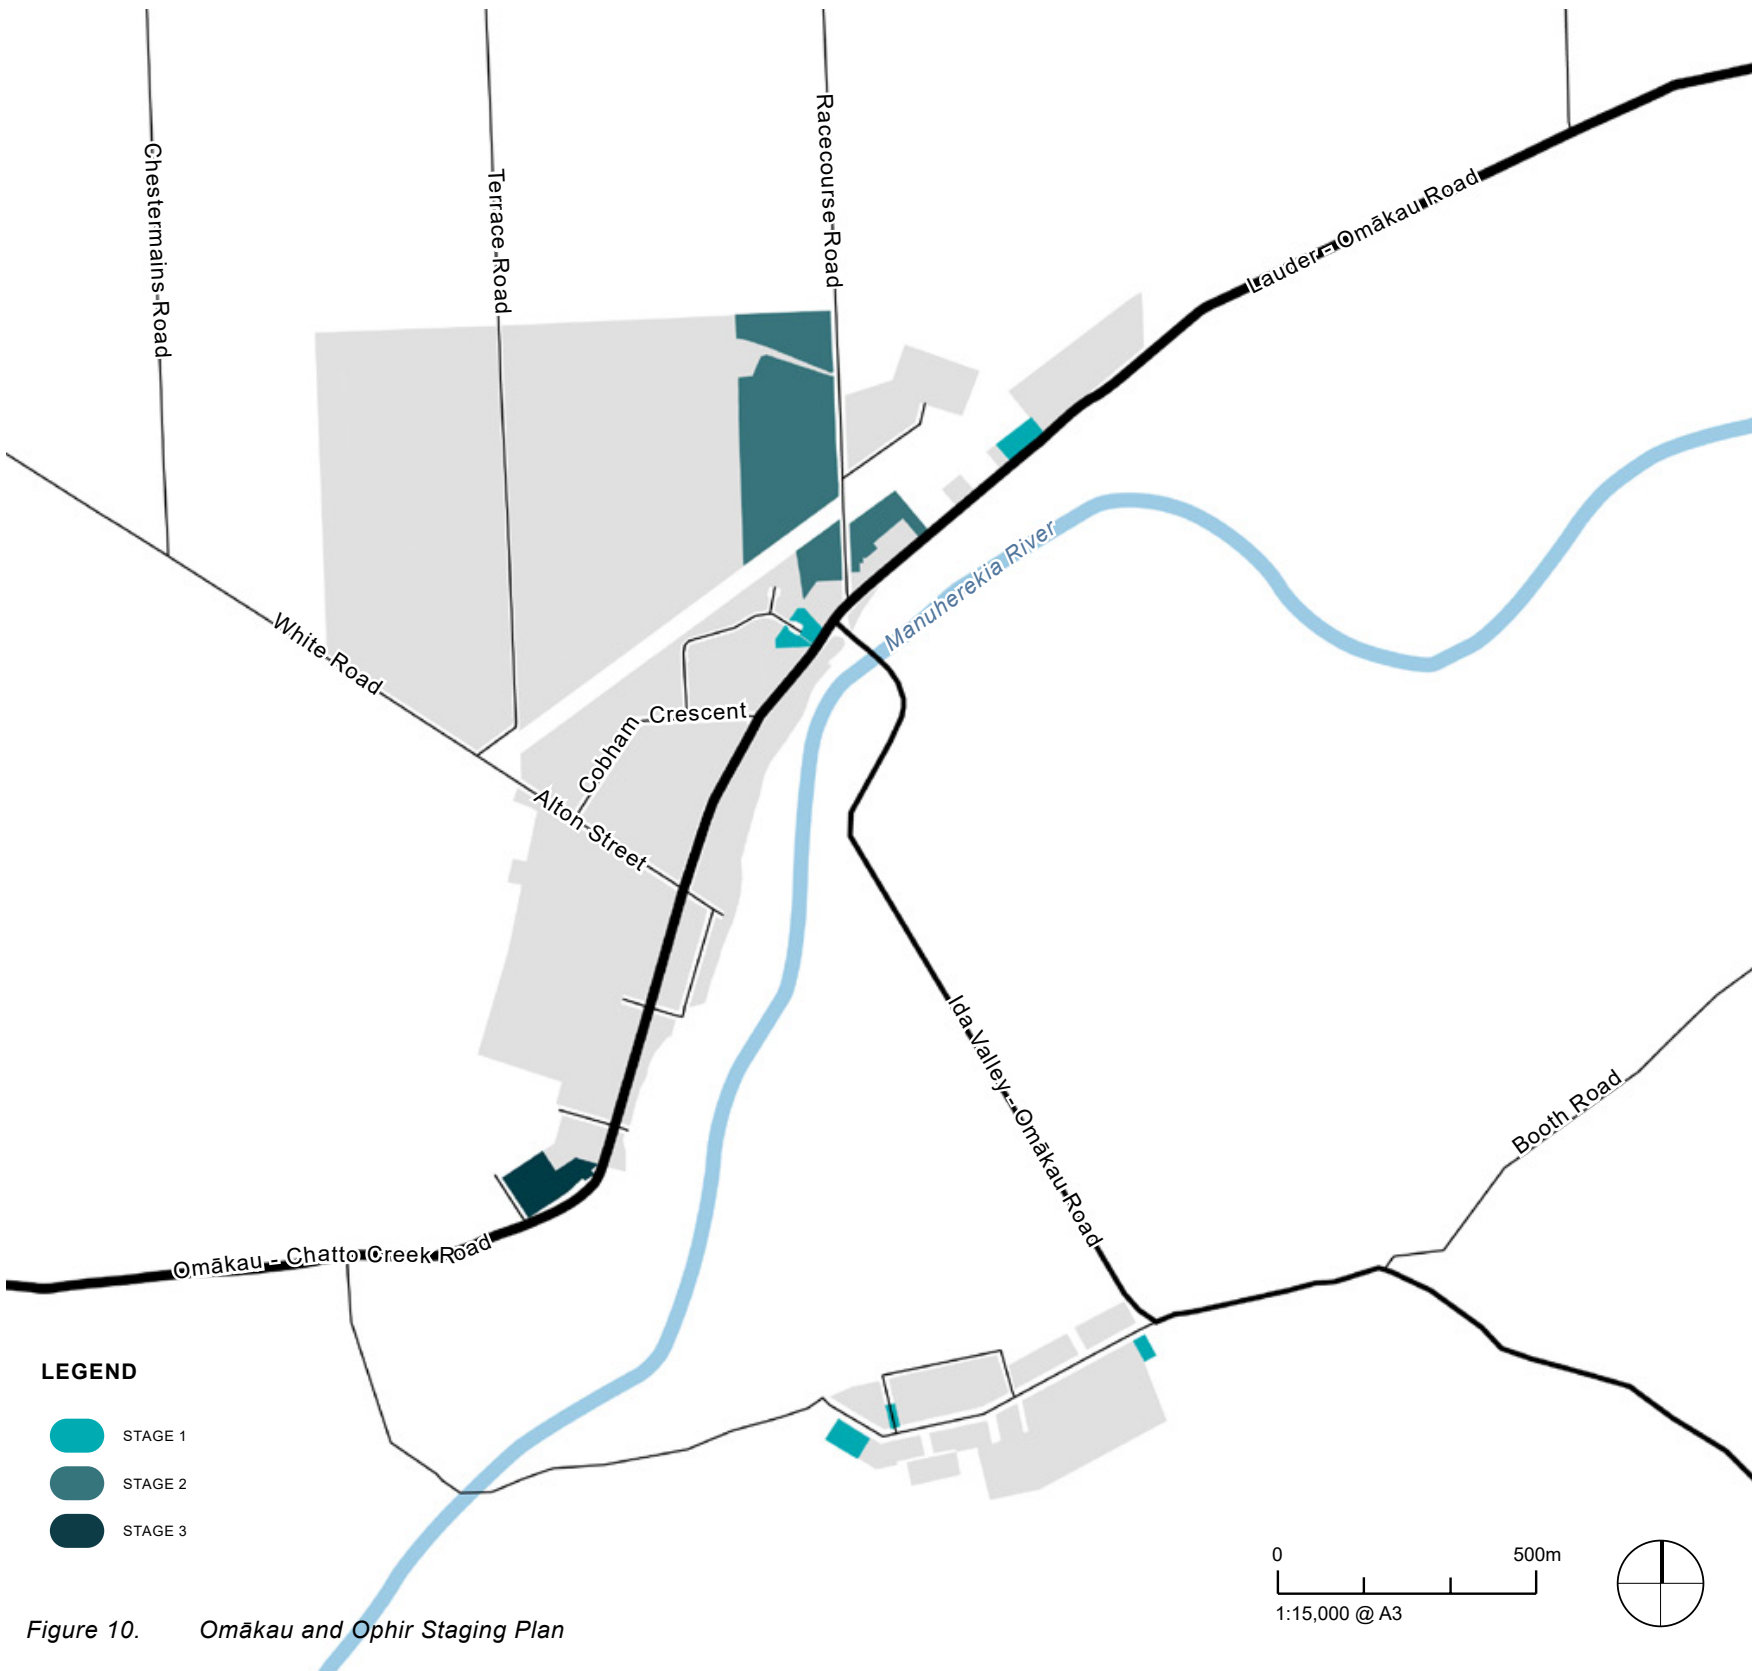 Chestermains Road
Terrace Road
Racecourse Road
Lauder - Omākau Road
Manuherekia River
White Road
Cobham Crescent
Alton Street
Ida Valley - Omākau Road
Booth Road
Omākau - Chatto Creek Road
LEGEND
STAGE 1
STAGE 2
STAGE 3
0 500m
1:15,000 @ A3
Figure 10. Omākau and Ophir Staging Plan